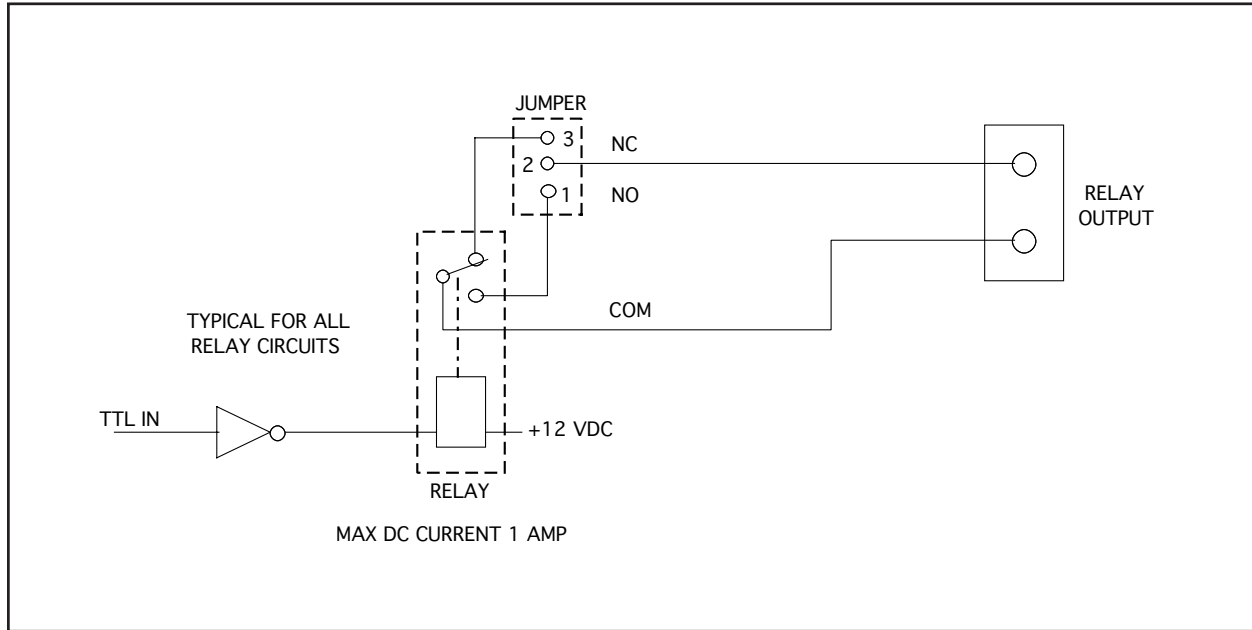 JUMPER
3
NC
2
1
NO
RELAY
OUTPUT
COM
TYPICAL FOR ALL
RELAY CIRCUITS
TTL IN
+12 VDC
RELAY
MAX DC CURRENT 1 AMP